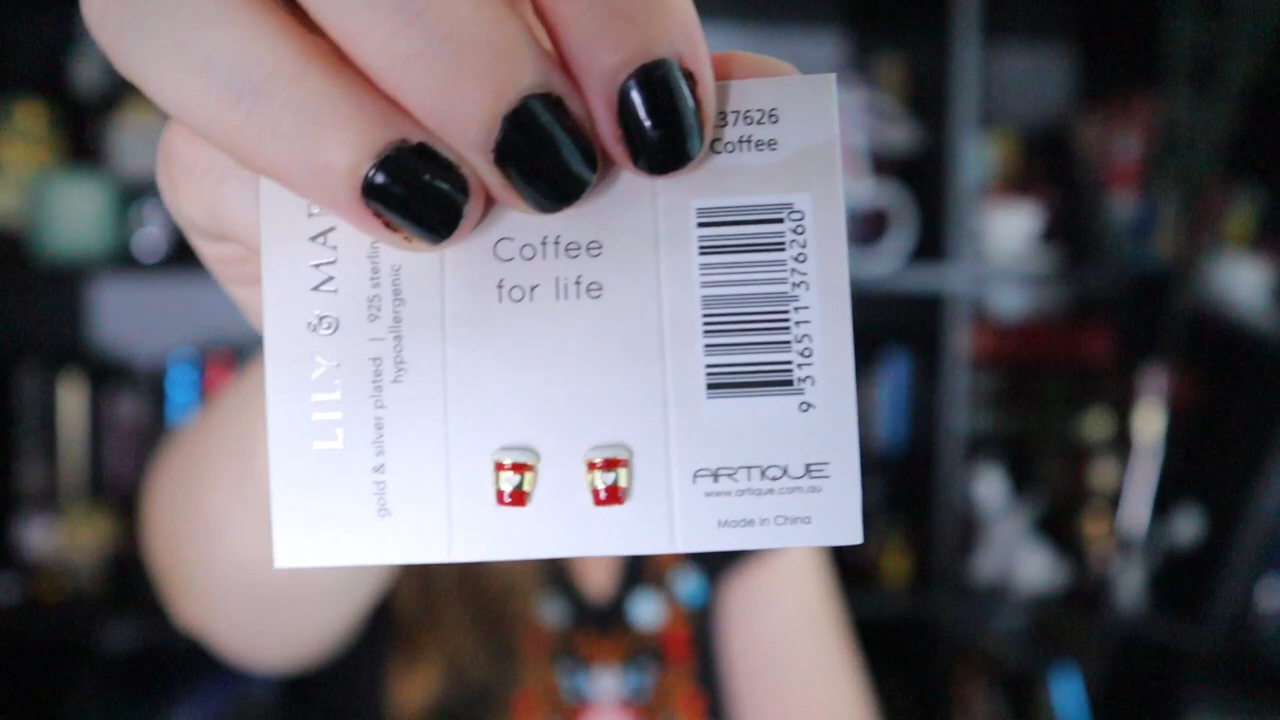 LILY & MAE
gold & silver plated | 925 sterling
hypoallergenic
Coffee
for life
37626
Coffee
9 316511 376260
ARTIQUE
www.artique.com.au
Made in China